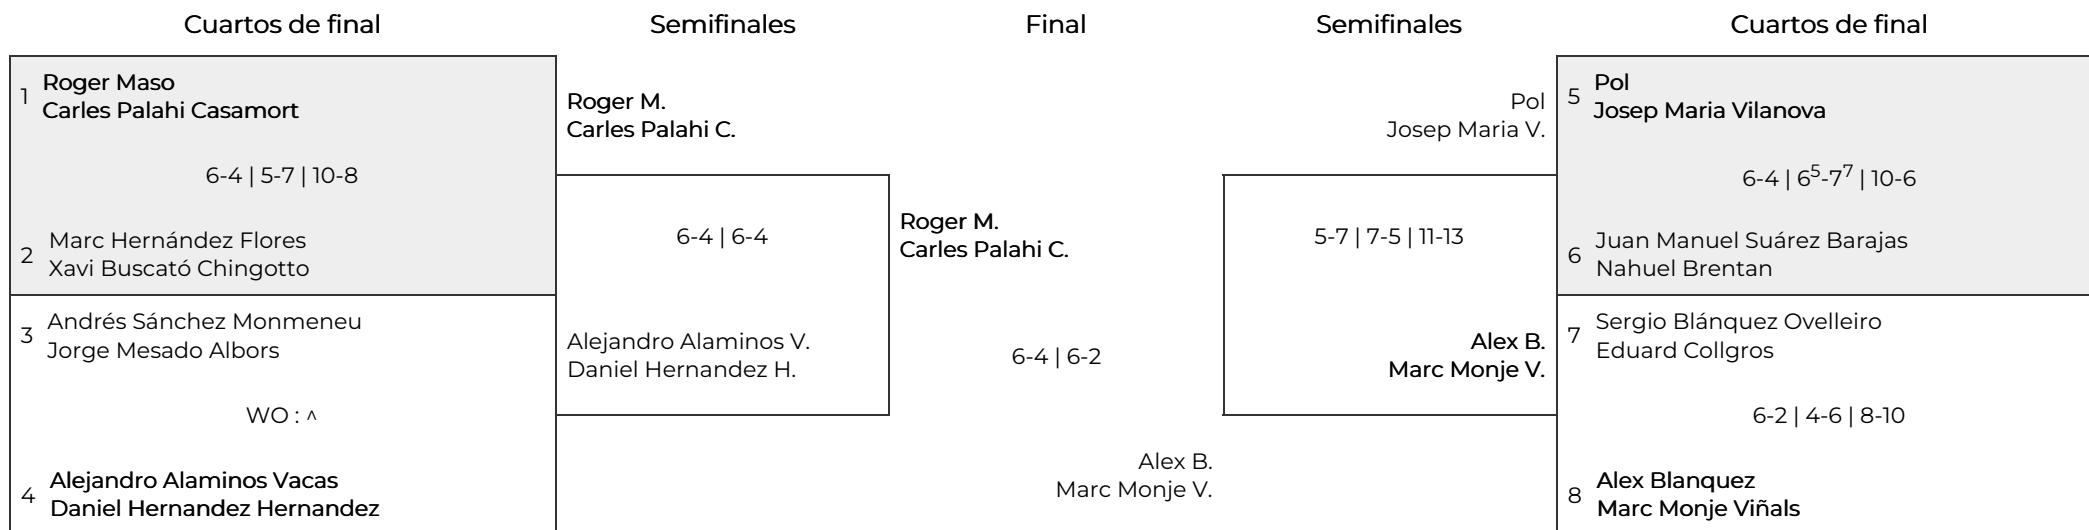 Cuartos de final
Semifinales
Final
Semifinales
Cuartos de final
1
Roger Maso
Carles Palahi Casamort
6-4 | 5-7 | 10-8
2
Marc Hernández Flores
Xavi Buscató Chingotto
3
Andrés Sánchez Monmeneu
Jorge Mesado Albors
WO : ^
4
Alejandro Alaminos Vacas
Daniel Hernandez Hernandez
Roger M.
Carles Palahi C.
6-4 | 6-4
Alejandro Alaminos V.
Daniel Hernandez H.
Roger M.
Carles Palahi C.
6-4 | 6-2
Alex B.
Marc Monje V.
Pol
Josep Maria V.
5-7 | 7-5 | 11-13
Alex B.
Marc Monje V.
5
Pol
Josep Maria Vilanova
6-4 | 6⁵-7⁷ | 10-6
6
Juan Manuel Suárez Barajas
Nahuel Brentan
7
Sergio Blánquez Ovelleiro
Eduard Collgros
6-2 | 4-6 | 8-10
8
Alex Blanquez
Marc Monje Viñals